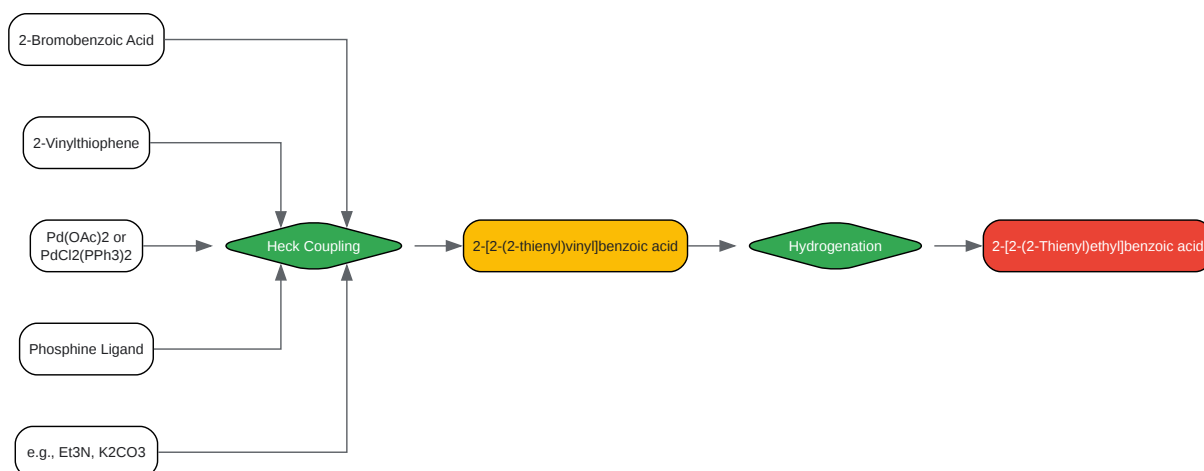 2-Bromobenzoic Acid
2-Vinylthiophene
Pd(OAc)2 or
PdCl2(PPh3)2
Heck Coupling
2-[2-(2-thienyl)vinyl]benzoic acid
Hydrogenation
2-[2-(2-Thienyl)ethyl]benzoic acid
Phosphine Ligand
e.g., Et3N, K2CO3